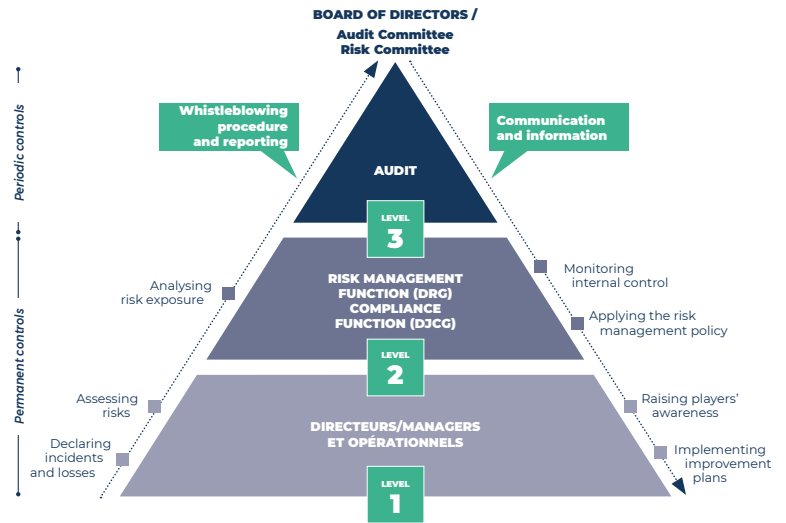 BOARD OF DIRECTORS /
Audit Committee
Risk Committee
Whistleblowing
procedure
and reporting
Communication
and information
Periodic controls
AUDIT
LEVEL
3
RISK MANAGEMENT
FUNCTION (DRG)
COMPLIANCE
FUNCTION (DJCG)
Analysing
risk exposure
Monitoring
internal control
Applying the risk
management policy
Permanent controls
LEVEL
2
Assessing
risks
Raising players’
awareness
DIRECTEURS/MANAGERS
ET OPÉRATIONNELS
Declaring
incidents
and losses
Implementing
improvement
plans
LEVEL
1